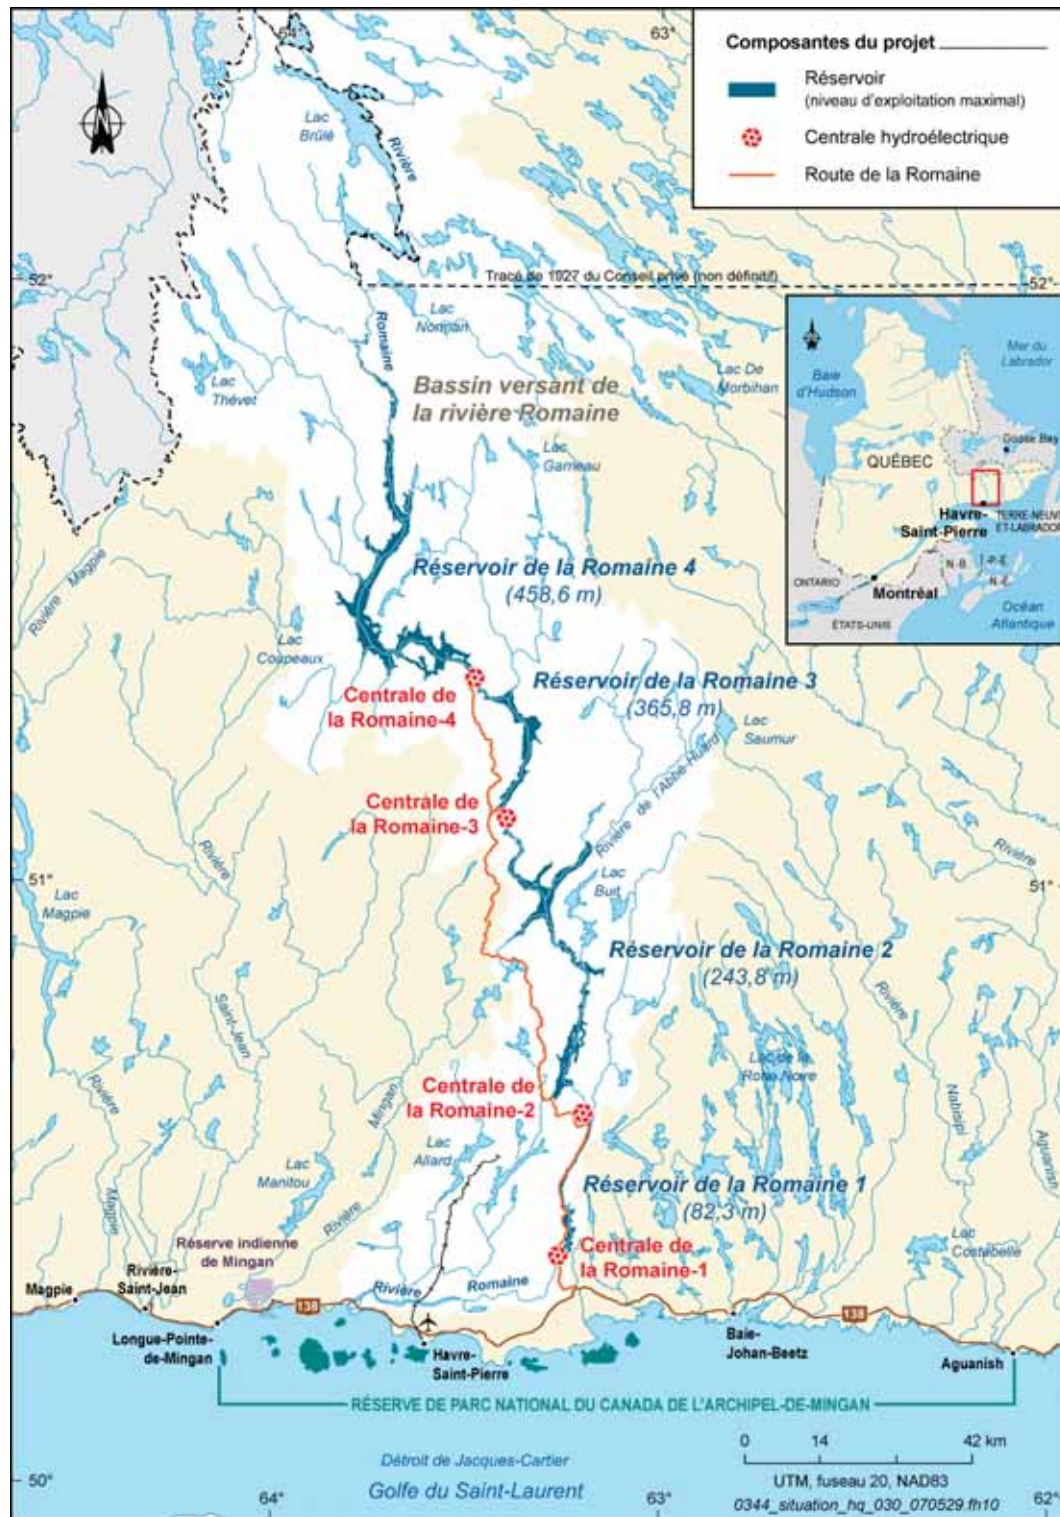 64°
63°
Composantes du projet
Réservoir
(niveau d'exploitation maximal)
Centrale hydroélectrique
Route de la Romaine
Lac
Brûlé
Rivière
52°
Tracé de 1927 du Conseil privé (non définitif)
52°
Romaine
Lac
Norman
Lac
Thévet
Bassin versant de
la rivière Romaine
Lac De
Morbihan
Lac
Garneau
Baie
d'Hudson
Mer du
Labrador
Goose Bay
QUÉBEC
Havre-
Saint-Pierre
TERRE-NEUVE
ET-LABRADOR
N.-B.
Î.-P.-É.
N.-É.
ONTARIO
Montréal
ÉTATS-UNIS
Océan
Atlantique
Rivière Magpie
Réservoir de la Romaine 4
(458,6 m)
Lac
Coupeaux
Centrale de
la Romaine-4
Réservoir de la Romaine 3
(365,8 m)
Lac
Saumur
Rivière de l'Abbé-Huard
Centrale de
la Romaine-3
Rivière
Rivière
51°
51°
Lac
Magpie
Lac
Buit
Réservoir de la Romaine 2
(243,8 m)
Saint-Jean
Rivière
Lac de la
Robe Noire
Centrale de
la Romaine-2
Rivière
Mingan
Nabisipi
Aguanish
Lac
Allard
Lac
Manitou
Réservoir de la Romaine 1
(82,3 m)
Magpie
Rivière
Réserve indienne
de Mingan
Centrale de
la Romaine-1
Lac
Costebelle
Rivière Romaine
Magpie
Rivière-
Saint-Jean
138
138
Longue-Pointe-
de-Mingan
Havre-
Saint-Pierre
Baie-
Johan-Beetz
Aguanish
RÉSERVE DE PARC NATIONAL DU CANADA DE L'ARCHIPEL-DE-MINGAN
0 14 42 km
Détroit de Jacques-Cartier
Golfe du Saint-Laurent
UTM, fuseau 20, NAD83
0344_situation_hq_030_070529.fh10
50°
64°
63°
62°